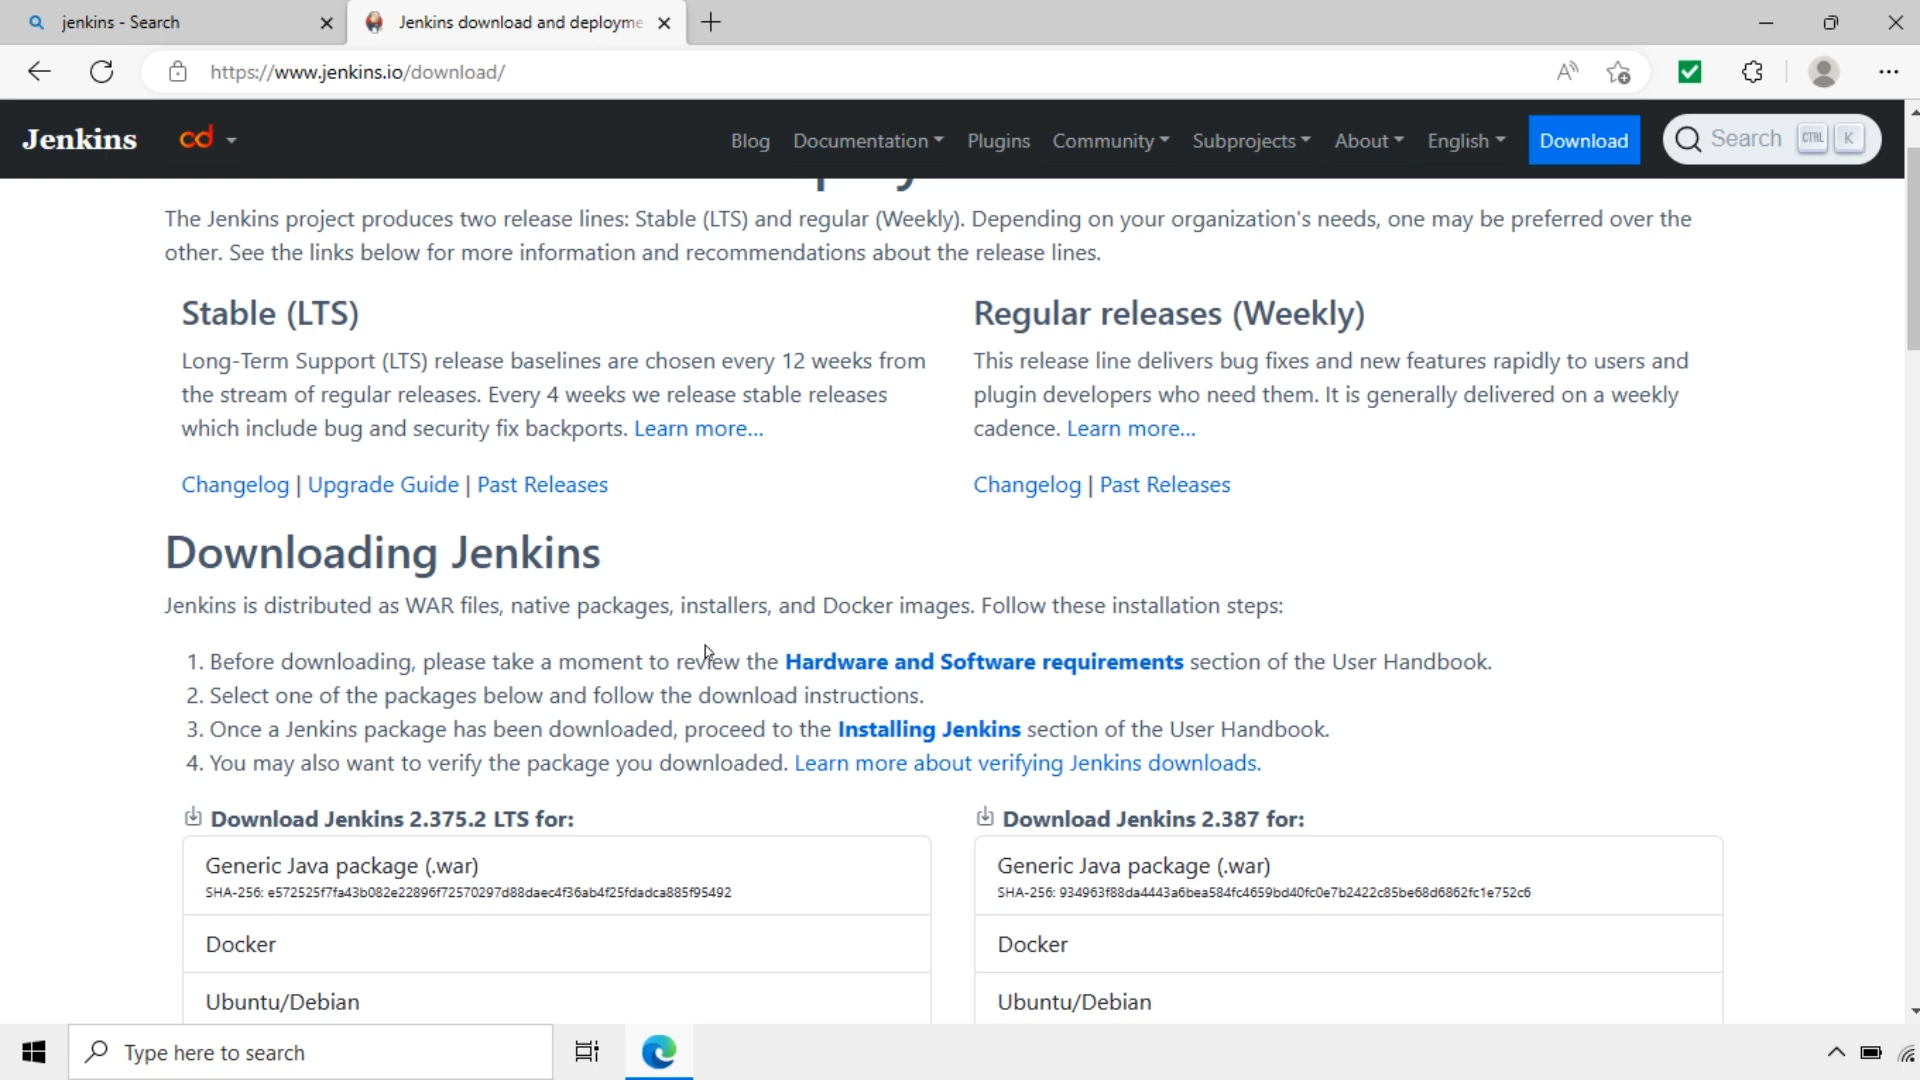 jenkins - Search
Jenkins download and deployme
https://www.jenkins.io/download/
Jenkins cd Blog Documentation Plugins Community Subprojects About English Download Search CTRL K
The Jenkins project produces two release lines: Stable (LTS) and regular (Weekly). Depending on your organization's needs, one may be preferred over the
other. See the links below for more information and recommendations about the release lines.
Stable (LTS)
Long-Term Support (LTS) release baselines are chosen every 12 weeks from
the stream of regular releases. Every 4 weeks we release stable releases
which include bug and security fix backports. Learn more...
Changelog | Upgrade Guide | Past Releases
Regular releases (Weekly)
This release line delivers bug fixes and new features rapidly to users and
plugin developers who need them. It is generally delivered on a weekly
cadence. Learn more...
Changelog | Past Releases
Downloading Jenkins
Jenkins is distributed as WAR files, native packages, installers, and Docker images. Follow these installation steps:
1. Before downloading, please take a moment to review the Hardware and Software requirements section of the User Handbook.
2. Select one of the packages below and follow the download instructions.
3. Once a Jenkins package has been downloaded, proceed to the Installing Jenkins section of the User Handbook.
4. You may also want to verify the package you downloaded. Learn more about verifying Jenkins downloads.
Download Jenkins 2.375.2 LTS for:
Generic Java package (.war)
SHA-256: e572525f7fa43b082e22896f72570297d88daec4f36ab4f25fdadca885f95492
Docker
Ubuntu/Debian
Download Jenkins 2.387 for:
Generic Java package (.war)
SHA-256: 934963f88da4443a6bea584fc4659bd40fc0e7b2422c85be68d6862fc1e752c6
Docker
Ubuntu/Debian
Type here to search